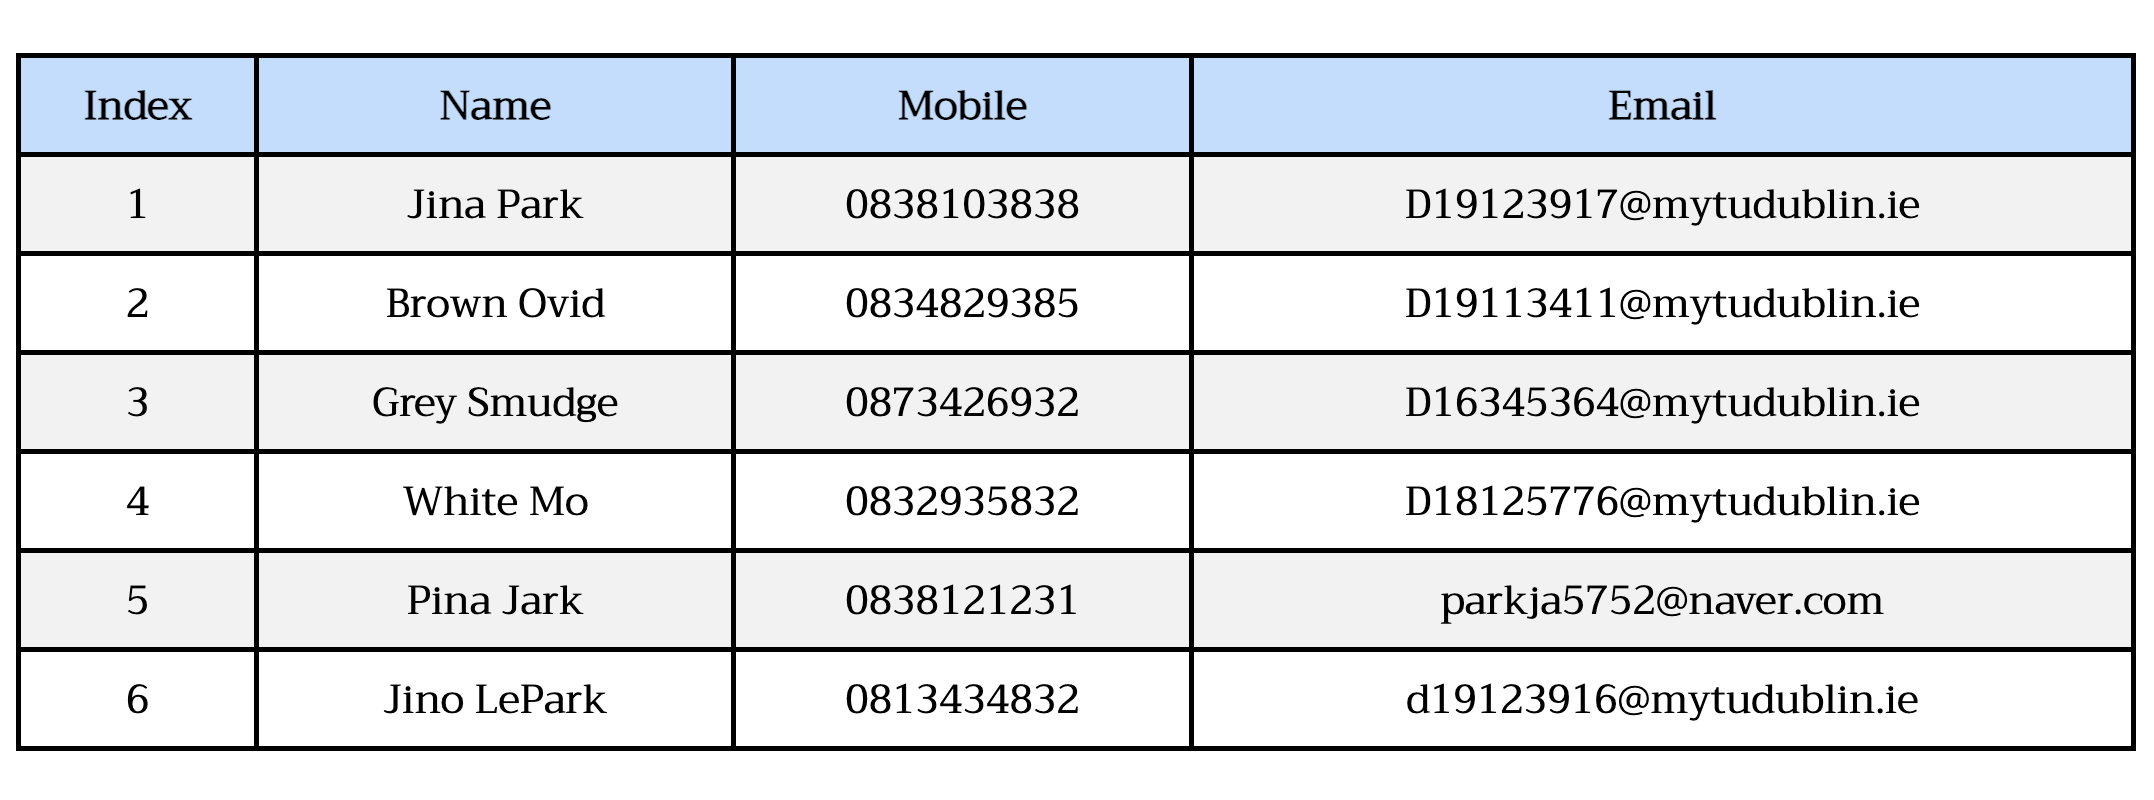 Index Name Mobile Email
1 Jina Park 0838103838 D19123917@mytudublin.ie
2 Brown Ovid 0834829385 D19113411@mytudublin.ie
3 Grey Smudge 0873426932 D16345364@mytudublin.ie
4 White Mo 0832935832 D18125776@mytudublin.ie
5 Pina Jark 0838121231 parkja5752@naver.com
6 Jino LePark 0813434832 d19123916@mytudublin.ie